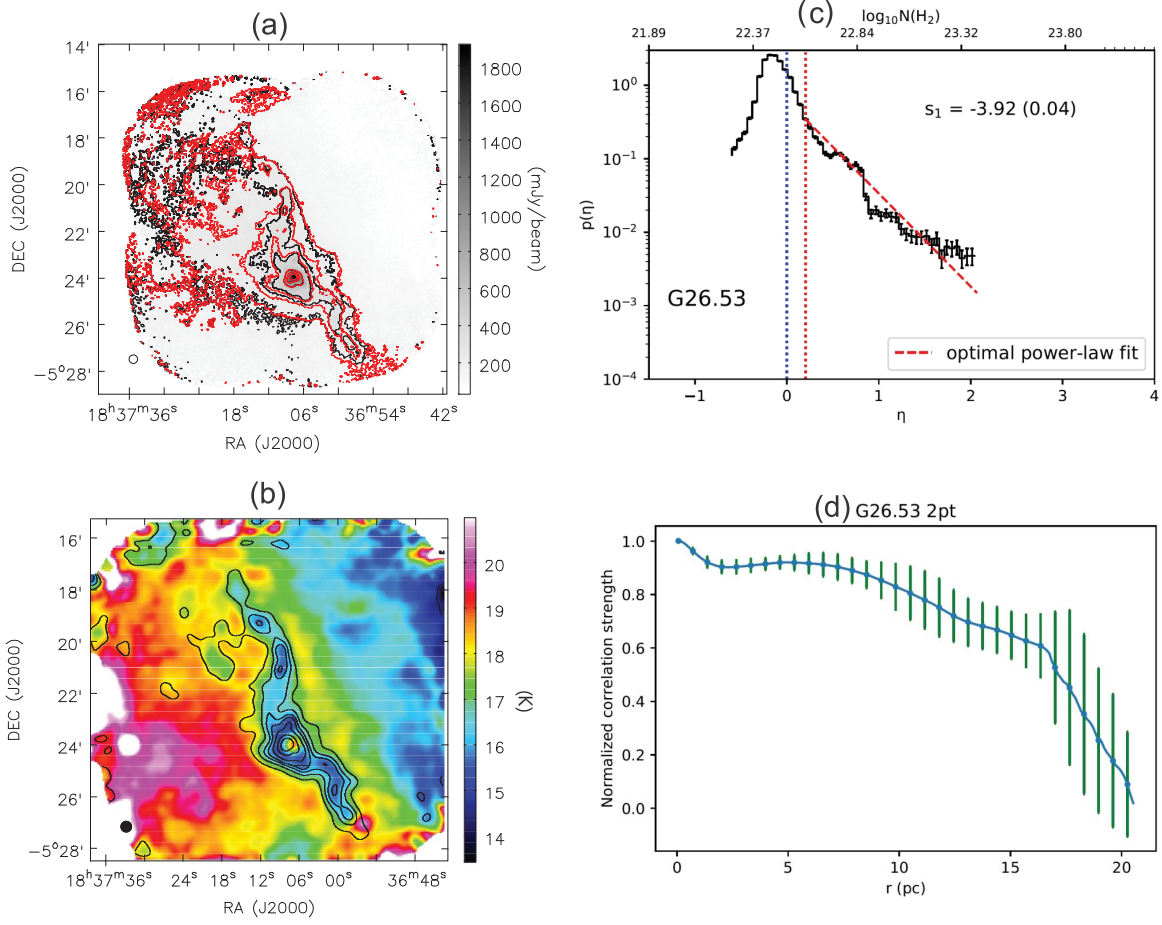 (a)
14'
16'
18'
20'
22'
24'
26'
−5°28'
DEC (J2000)
18ʰ37ᵐ36ˢ 18ˢ 06ˢ 36ᵐ54ˢ 42ˢ
RA (J2000)
1800
1600
1400
1200
1000
800
600
400
200
(mJy/beam)
(c)
log₁₀N(H₂)
21.89 22.37 22.84 23.32 23.80
10⁰
10⁻¹
10⁻²
10⁻³
10⁻⁴
p(η)
s₁ = -3.92 (0.04)
G26.53
optimal power-law fit
−1 0 1 2 3 4
η
(b)
16'
18'
20'
22'
24'
26'
−5°28'
DEC (J2000)
18ʰ37ᵐ36ˢ 24ˢ 18ˢ 12ˢ 06ˢ 00ˢ 36ᵐ48ˢ
RA (J2000)
20
19
18
17
16
15
14
(K)
(d) G26.53 2pt
1.0
0.8
0.6
0.4
0.2
0.0
Normalized correlation strength
0 5 10 15 20
r (pc)